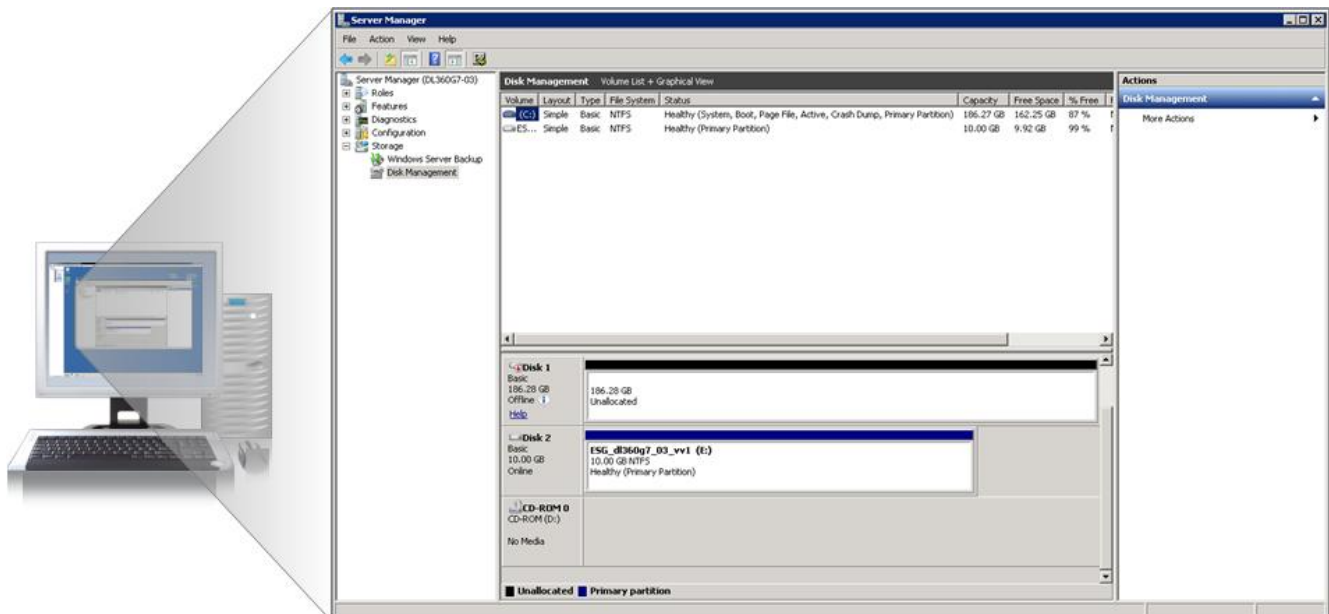 Server Manager
File Action View Help
Server Manager (DL360G7-03)
Roles
Features
Diagnostics
Configuration
Storage
Windows Server Backup
Disk Management
Disk Management Volume List + Graphical View
Volume Layout Type File System Status Capacity Free Space % Free
(C:) Simple Basic NTFS Healthy (System, Boot, Page File, Active, Crash Dump, Primary Partition) 186.27 GB 162.25 GB 87 %
ES... Simple Basic NTFS Healthy (Primary Partition) 10.00 GB 9.92 GB 99 %
Disk 1
Basic
186.28 GB
Offline
Help
186.28 GB
Unallocated
Disk 2
Basic
10.00 GB
Online
ESG_dl360g7_03_vv1 (E:)
10.00 GB NTFS
Healthy (Primary Partition)
CD-ROM 0
CD-ROM (D:)
No Media
Unallocated Primary partition
Actions
Disk Management
More Actions